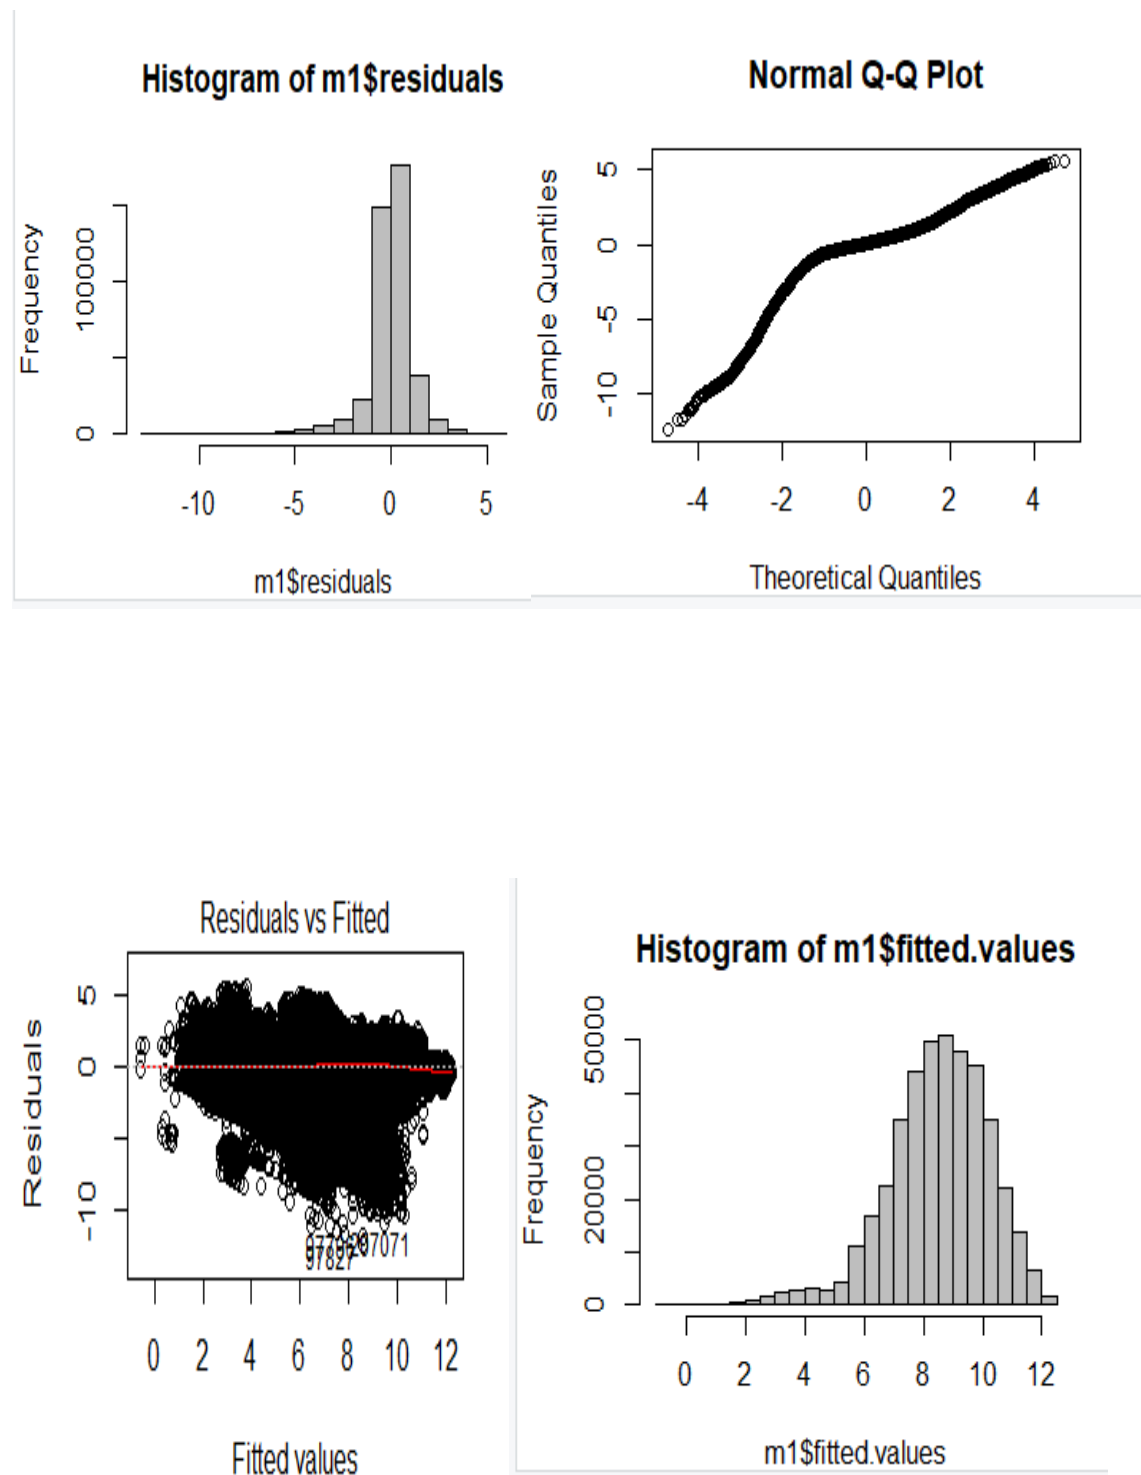 Histogram of m1$residuals
Frequency
100000
0
-10 -5 0 5
m1$residuals
Normal Q-Q Plot
Sample Quantiles
5
0
-5
-10
-4 -2 0 2 4
Theoretical Quantiles
Residuals vs Fitted
Residuals
5
0
-10
97827
0 2 4 6 8 10 12
Fitted values
Histogram of m1$fitted.values
Frequency
50000
20000
0
0 2 4 6 8 10 12
m1$fitted.values